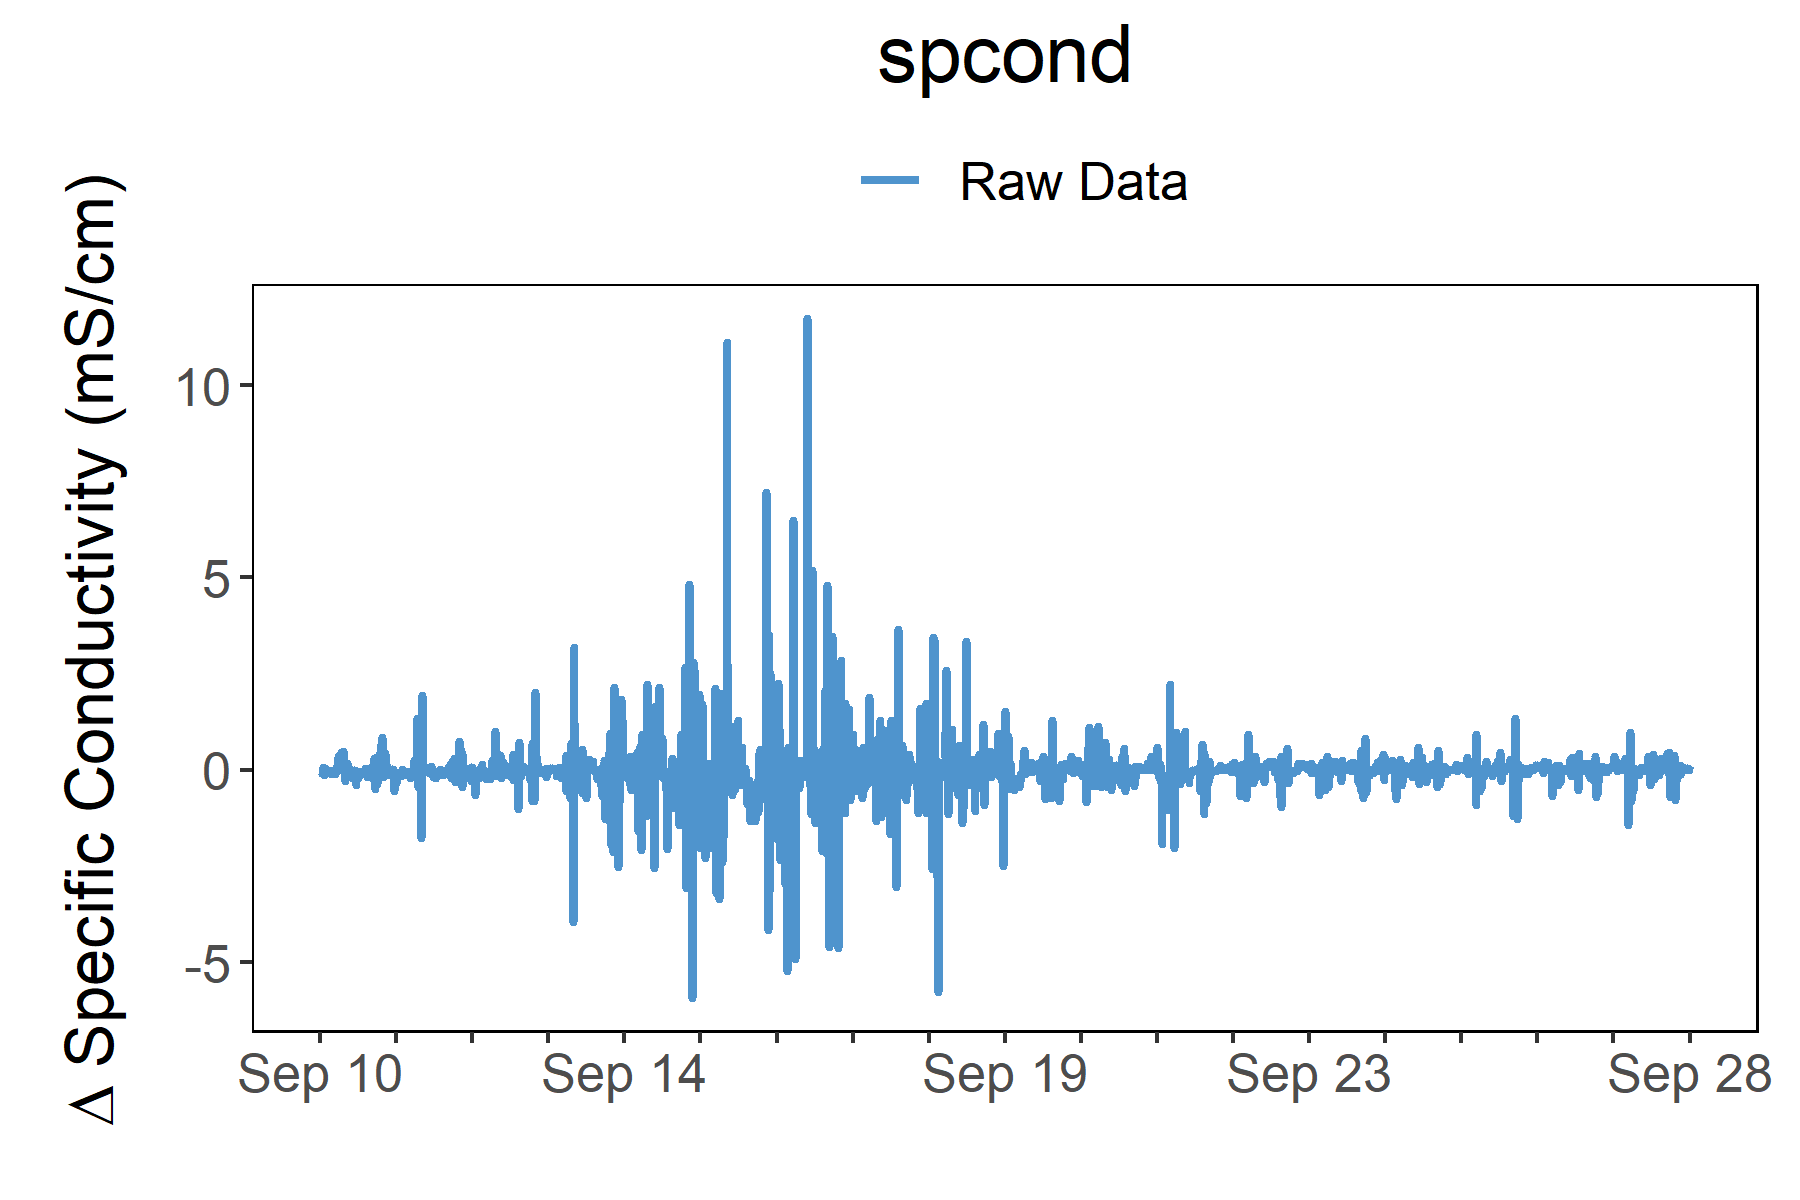 spcond
Raw Data
Δ Specific Conductivity (mS/cm)
10
5
0
-5
Sep 10 Sep 14 Sep 19 Sep 23 Sep 28